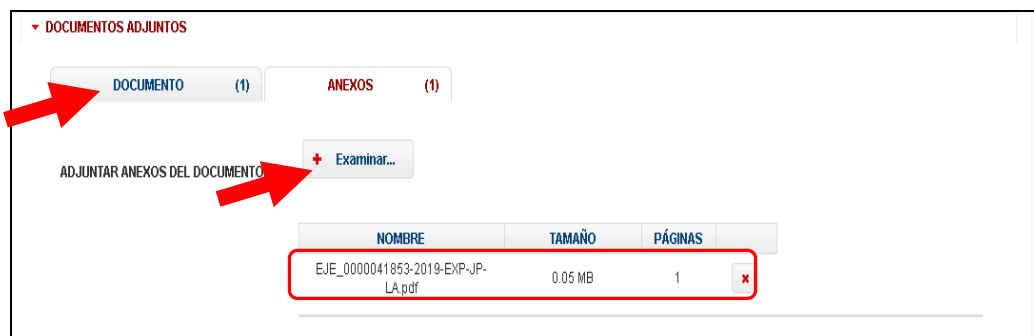 DOCUMENTOS ADJUNTOS
DOCUMENTO (1) ANEXOS (1)
Examinar...
ADJUNTAR ANEXOS DEL DOCUMENTO
NOMBRE TAMAÑO PÁGINAS
EJE_0000041853-2019-EXP-JP-
LA.pdf
0.05 MB 1